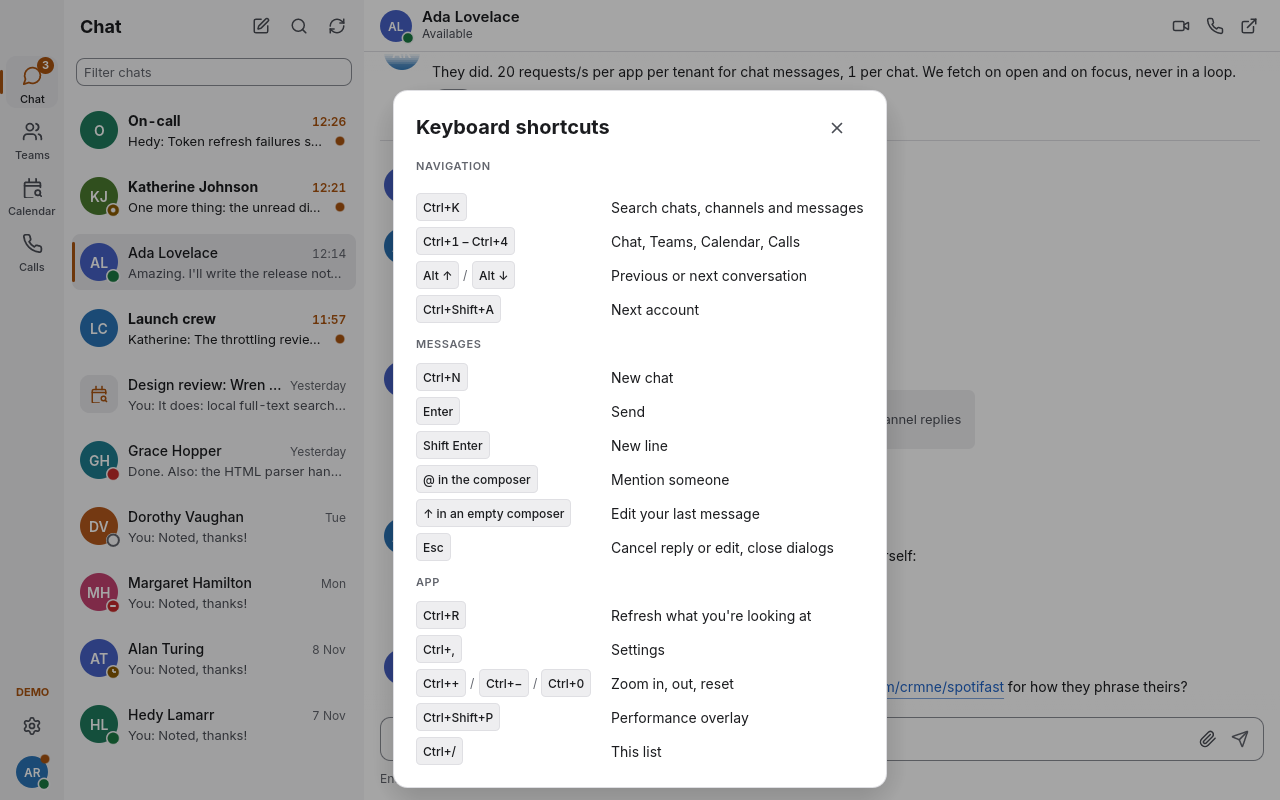 3
Chat
Teams
Calendar
Calls
DEMO
AR
Chat
Filter chats
O
On-call
12:26
Hedy: Token refresh failures s...
KJ
Katherine Johnson
12:21
One more thing: the unread di...
AL
Ada Lovelace
12:14
Amazing. I'll write the release not...
LC
Launch crew
11:57
Katherine: The throttling revie...
Design review: Wren ...
Yesterday
You: It does: local full-text search...
GH
Grace Hopper
Yesterday
Done. Also: the HTML parser han...
DV
Dorothy Vaughan
Tue
You: Noted, thanks!
MH
Margaret Hamilton
Mon
You: Noted, thanks!
AT
Alan Turing
8 Nov
You: Noted, thanks!
HL
Hedy Lamarr
7 Nov
You: Noted, thanks!
AL
Ada Lovelace
Available
They did. 20 requests/s per app per tenant for chat messages, 1 per chat. We fetch on open and on focus, never in a loop.
Keyboard shortcuts
NAVIGATION
Ctrl+K Search chats, channels and messages
Ctrl+1 – Ctrl+4 Chat, Teams, Calendar, Calls
Alt ↑ / Alt ↓ Previous or next conversation
Ctrl+Shift+A Next account
MESSAGES
Ctrl+N New chat
Enter Send
Shift Enter New line
@ in the composer Mention someone
↑ in an empty composer Edit your last message
Esc Cancel reply or edit, close dialogs
APP
Ctrl+R Refresh what you're looking at
Ctrl+, Settings
Ctrl++ / Ctrl+− / Ctrl+0 Zoom in, out, reset
Ctrl+Shift+P Performance overlay
Ctrl+/ This list
annel replies
rself:
m/crmne/spotifast for how they phrase theirs?